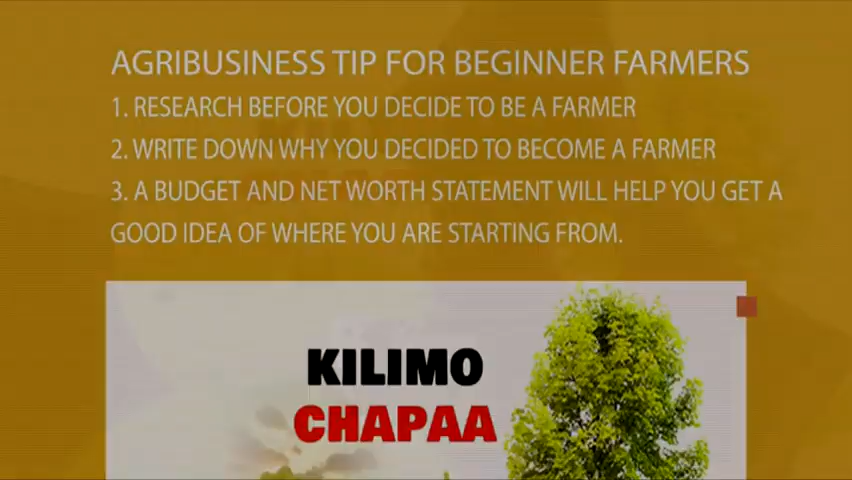 AGRIBUSINESS TIP FOR BEGINNER FARMERS
1. RESEARCH BEFORE YOU DECIDE TO BE A FARMER
2. WRITE DOWN WHY YOU DECIDED TO BECOME A FARMER
3. A BUDGET AND NET WORTH STATEMENT WILL HELP YOU GET A
GOOD IDEA OF WHERE YOU ARE STARTING FROM.
KILIMO
CHAPAA